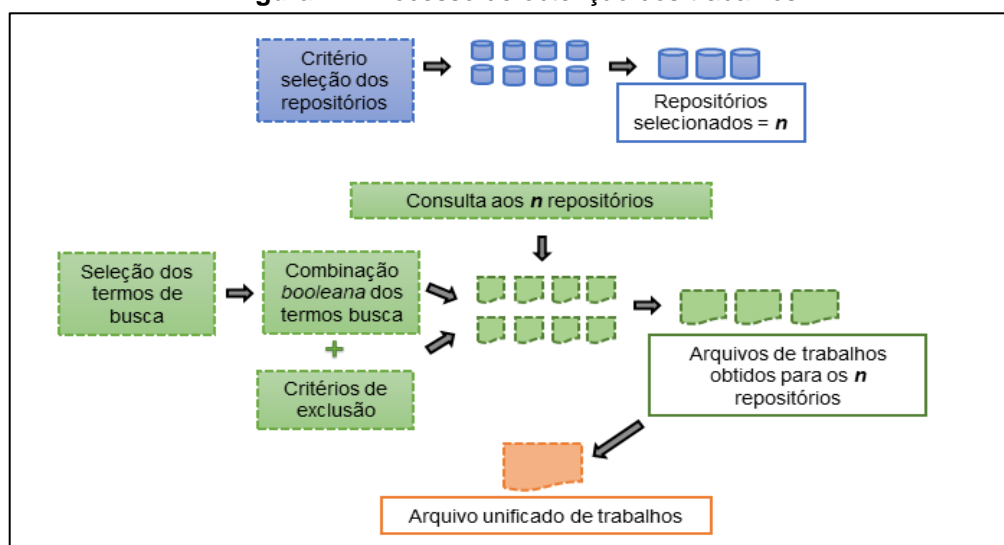 Critério
seleção dos
repositórios
Repositórios
selecionados = n
Consulta aos n repositórios
Seleção dos
termos de
busca
Combinação
booleana dos
termos busca
+
Critérios de
exclusão
Arquivos de trabalhos
obtidos para os n
repositórios
Arquivo unificado de trabalhos